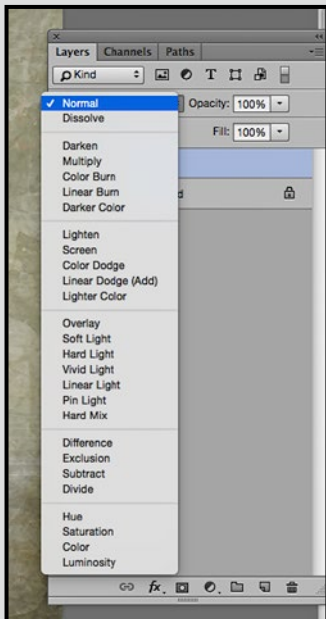 Layers Channels Paths
Kind
Normal Opacity: 100%
Dissolve
Fill: 100%
Darken
Multiply
Color Burn
Linear Burn
Darker Color
Lighten
Screen
Color Dodge
Linear Dodge (Add)
Lighter Color
Overlay
Soft Light
Hard Light
Vivid Light
Linear Light
Pin Light
Hard Mix
Difference
Exclusion
Subtract
Divide
Hue
Saturation
Color
Luminosity
fx